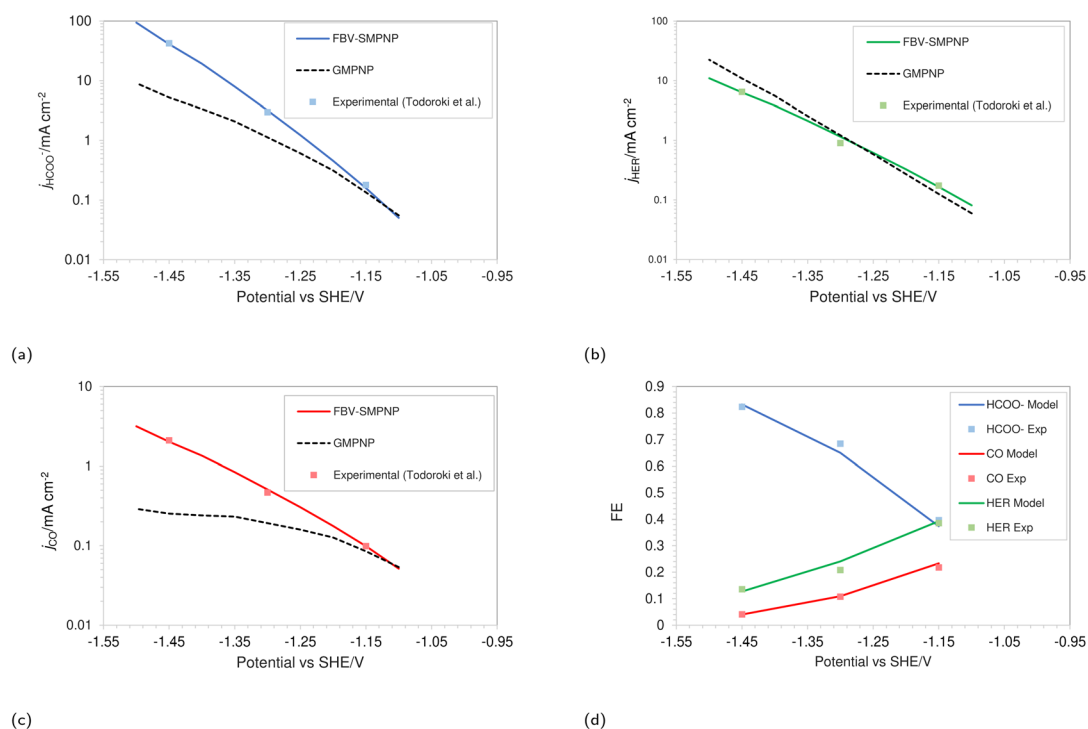 100
10
1
0.1
0.01
jHCOO-/mA cm-2
FBV-SMPNP
GMPNP
Experimental (Todoroki et al.)
-1.55 -1.45 -1.35 -1.25 -1.15 -1.05 -0.95
Potential vs SHE/V
(a)
100
10
1
0.1
0.01
jHER/mA cm-2
FBV-SMPNP
GMPNP
Experimental (Todoroki et al.)
-1.55 -1.45 -1.35 -1.25 -1.15 -1.05 -0.95
Potential vs SHE/V
(b)
10
1
0.1
0.01
jCO/mA cm-2
FBV-SMPNP
GMPNP
Experimental (Todoroki et al.)
-1.55 -1.45 -1.35 -1.25 -1.15 -1.05 -0.95
Potential vs SHE/V
(c)
0.9
0.8
0.7
0.6
0.5
0.4
0.3
0.2
0.1
0
FE
HCOO- Model
HCOO- Exp
CO Model
CO Exp
HER Model
HER Exp
-1.55 -1.45 -1.35 -1.25 -1.15 -1.05 -0.95
Potential vs SHE/V
(d)